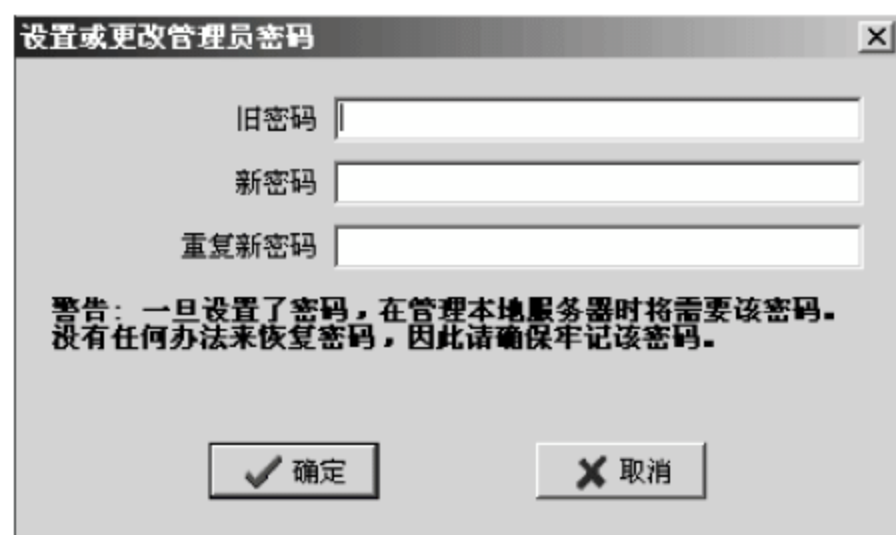 设置或更改管理员密码
旧密码
新密码
重复新密码
警告: 一旦设置了密码，在管理本地服务器时将需要该密码。
没有任何办法来恢复密码，因此请确保牢记该密码。
确定 取消